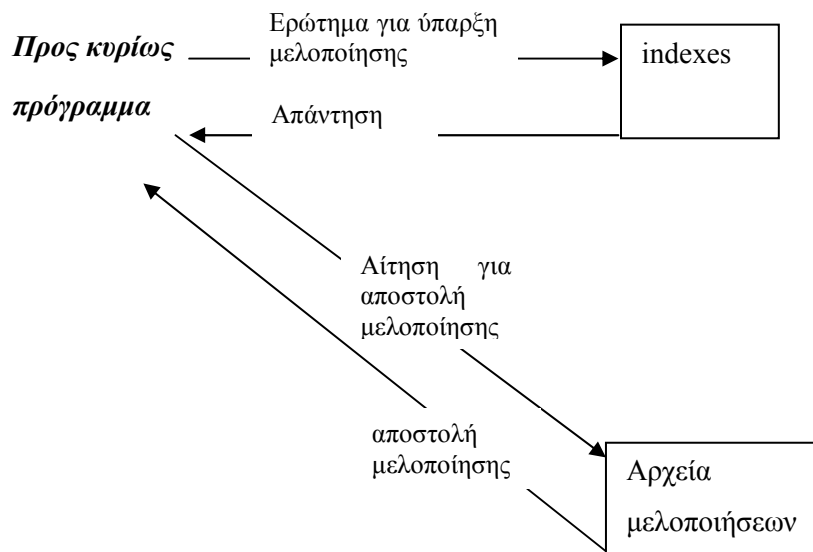 Ερώτημα για ύπαρξη
μελοποίησης
Προς κυρίως
πρόγραμμα
indexes
Απάντηση
Αίτηση για
αποστολή
μελοποίησης
αποστολή
μελοποίησης
Αρχεία
μελοποιήσεων